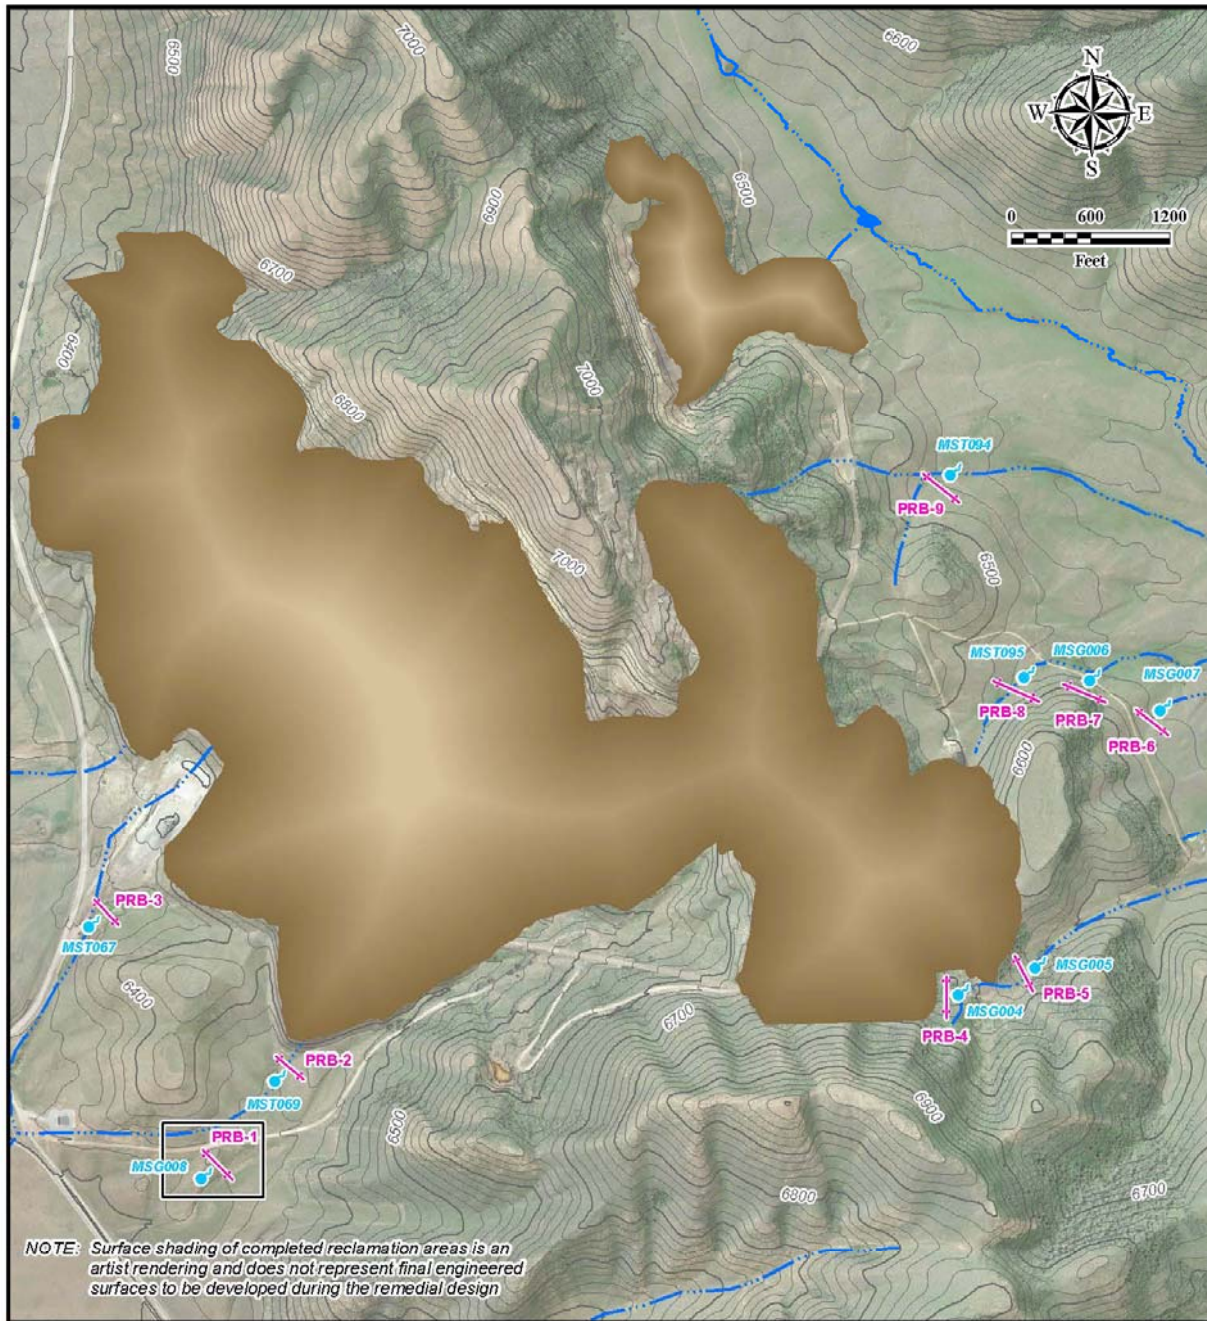 7000
6600
6500
N
W E
S
0 600 1200
Feet
6500
6900
6700
6400
7000
6800
MST094
PRB-9
7000
6500
MST095
MSG006
MSG007
PRB-8
PRB-7
PRB-6
6600
PRB-3
MST067
MSG005
6400
MSG004
PRB-5
6700
PRB-4
PRB-2
MST069
6900
6500
PRB-1
MSG008
6800
6700
NOTE: Surface shading of completed reclamation areas is an
artist rendering and does not represent final engineered
surfaces to be developed during the remedial design